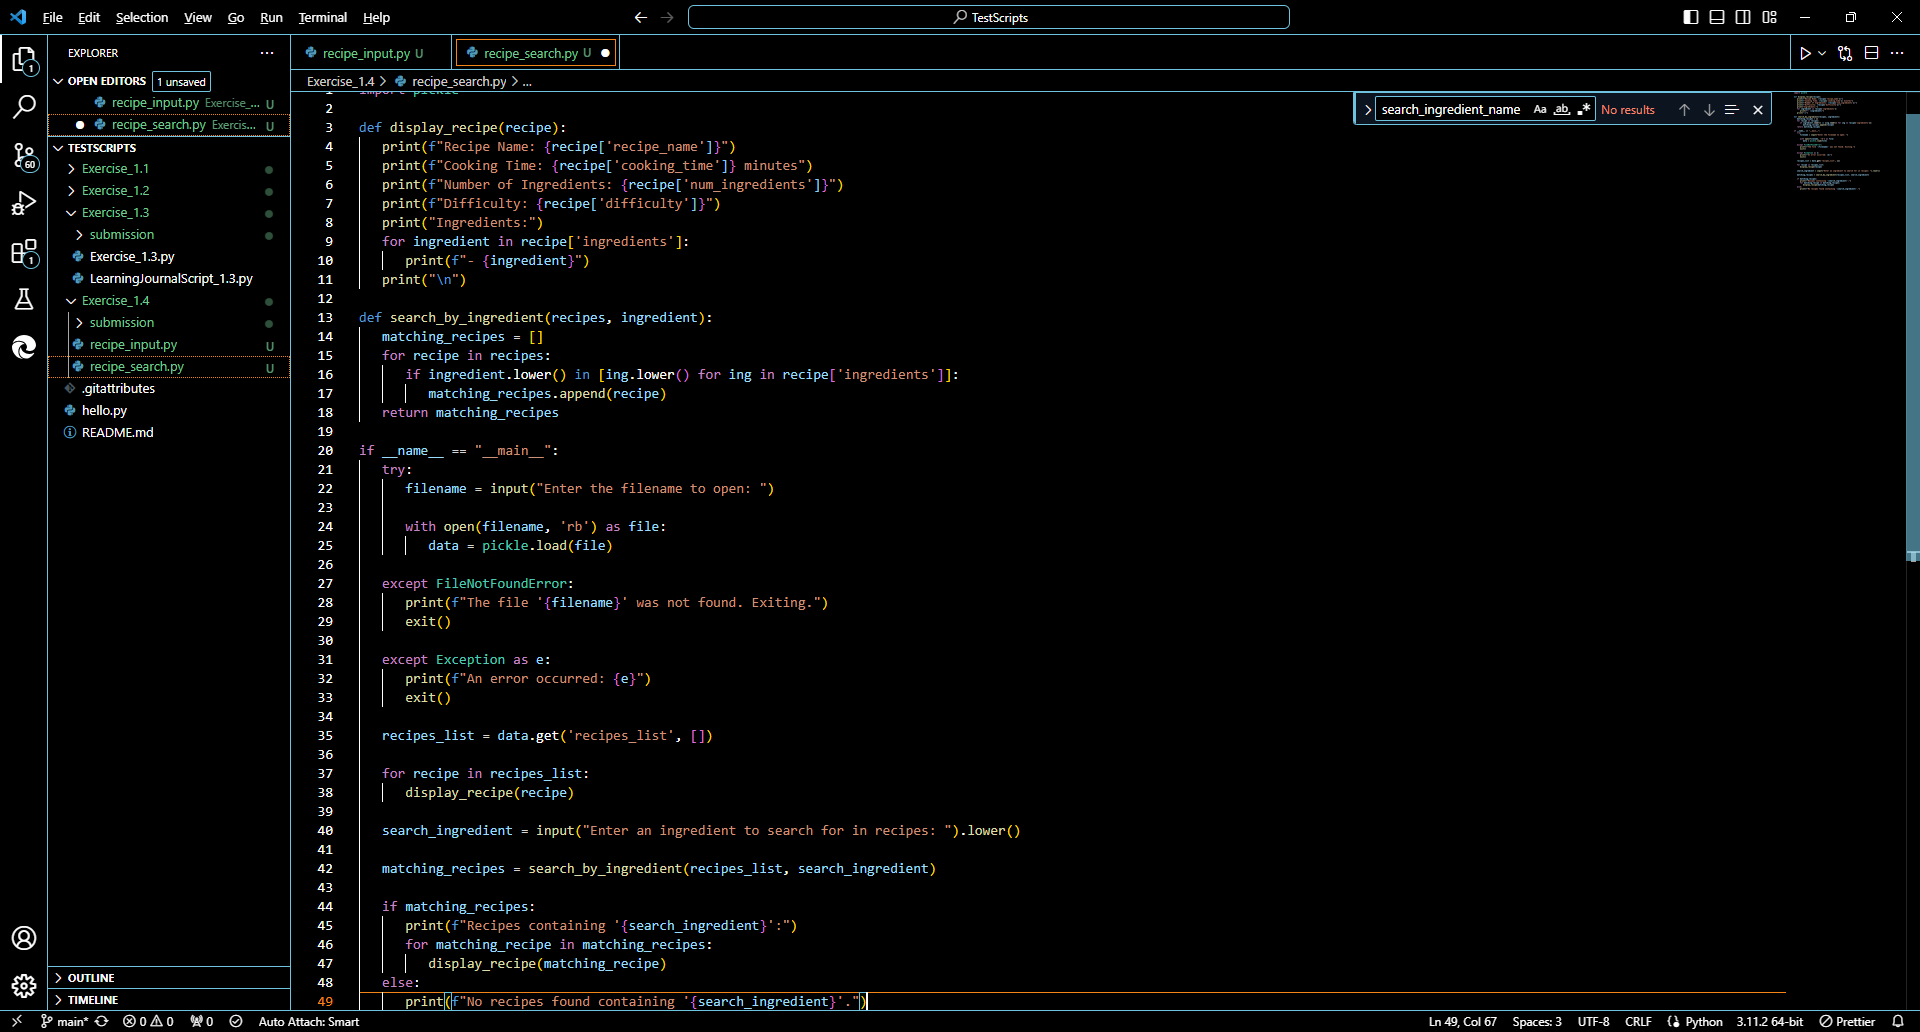 File Edit Selection View Go Run Terminal Help
TestScripts
EXPLORER
OPEN EDITORS 1 unsaved
recipe_input.py Exercise_... U
recipe_search.py Exercis... U
TESTSCRIPTS
Exercise_1.1
Exercise_1.2
Exercise_1.3
submission
Exercise_1.3.py
LearningJournalScript_1.3.py
Exercise_1.4
submission
recipe_input.py U
recipe_search.py U
.gitattributes
hello.py
README.md
OUTLINE
TIMELINE
1
60
1
recipe_input.py U
recipe_search.py U
Exercise_1.4 > recipe_search.py > ...
search_ingredient_name Aa ab .* No results
1 import pickle
2
3 def display_recipe(recipe):
4 print(f"Recipe Name: {recipe['recipe_name']}")
5 print(f"Cooking Time: {recipe['cooking_time']} minutes")
6 print(f"Number of Ingredients: {recipe['num_ingredients']}")
7 print(f"Difficulty: {recipe['difficulty']}")
8 print("Ingredients:")
9 for ingredient in recipe['ingredients']:
10 print(f"- {ingredient}")
11 print("\n")
12
13 def search_by_ingredient(recipes, ingredient):
14 matching_recipes = []
15 for recipe in recipes:
16 if ingredient.lower() in [ing.lower() for ing in recipe['ingredients']]:
17 matching_recipes.append(recipe)
18 return matching_recipes
19
20 if __name__ == "__main__":
21 try:
22 filename = input("Enter the filename to open: ")
23
24 with open(filename, 'rb') as file:
25 data = pickle.load(file)
26
27 except FileNotFoundError:
28 print(f"The file '{filename}' was not found. Exiting.")
29 exit()
30
31 except Exception as e:
32 print(f"An error occurred: {e}")
33 exit()
34
35 recipes_list = data.get('recipes_list', [])
36
37 for recipe in recipes_list:
38 display_recipe(recipe)
39
40 search_ingredient = input("Enter an ingredient to search for in recipes: ").lower()
41
42 matching_recipes = search_by_ingredient(recipes_list, search_ingredient)
43
44 if matching_recipes:
45 print(f"Recipes containing '{search_ingredient}':")
46 for matching_recipe in matching_recipes:
47 display_recipe(matching_recipe)
48 else:
49 print(f"No recipes found containing '{search_ingredient}'.")
main* 0 0 0 Auto Attach: Smart
Ln 49, Col 67 Spaces: 3 UTF-8 CRLF Python 3.11.2 64-bit Prettier